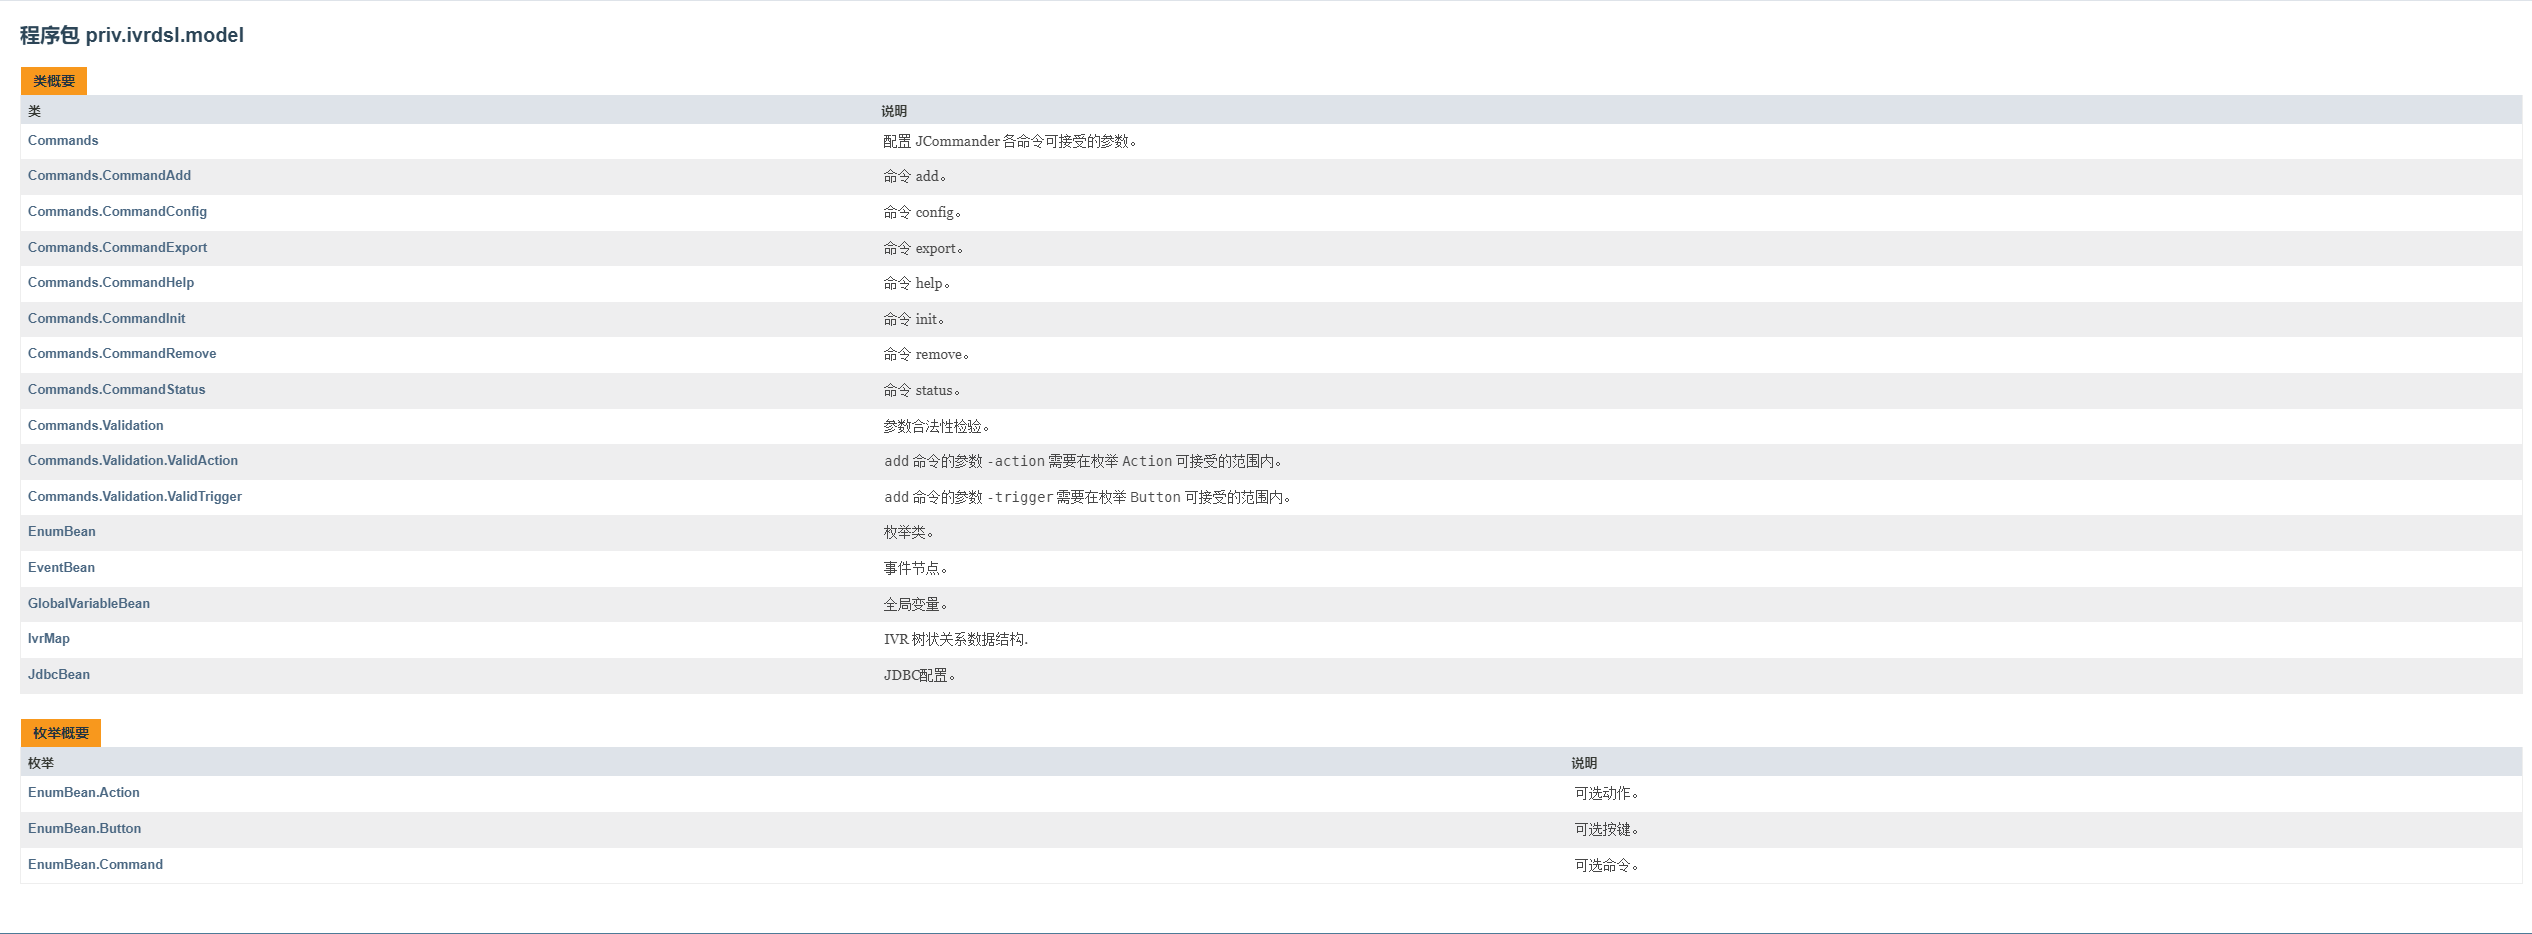 程序包 priv.ivrdsl.model
类概要
类 说明
Commands 配置 JCommander 各命令可接受的参数。
Commands.CommandAdd 命令 add。
Commands.CommandConfig 命令 config。
Commands.CommandExport 命令 export。
Commands.CommandHelp 命令 help。
Commands.CommandInit 命令 init。
Commands.CommandRemove 命令 remove。
Commands.CommandStatus 命令 status。
Commands.Validation 参数合法性检验。
Commands.Validation.ValidAction add 命令的参数 -action 需要在枚举 Action 可接受的范围内。
Commands.Validation.ValidTrigger add 命令的参数 -trigger 需要在枚举 Button 可接受的范围内。
EnumBean 枚举类。
EventBean 事件节点。
GlobalVariableBean 全局变量。
IvrMap IVR 树状关系数据结构.
JdbcBean JDBC配置。
枚举概要
枚举 说明
EnumBean.Action 可选动作。
EnumBean.Button 可选按键。
EnumBean.Command 可选命令。